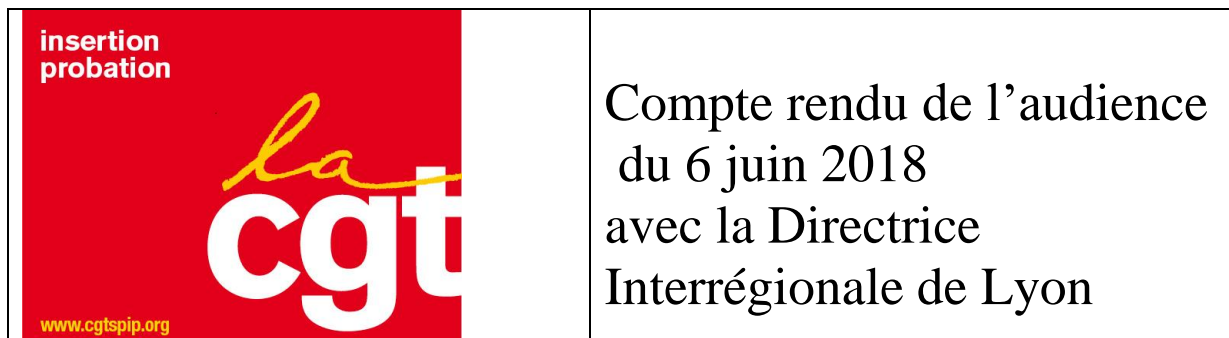 insertion
probation
la
cgt
www.cgtspip.org
Compte rendu de l’audience
du 6 juin 2018
avec la Directrice
Interrégionale de Lyon